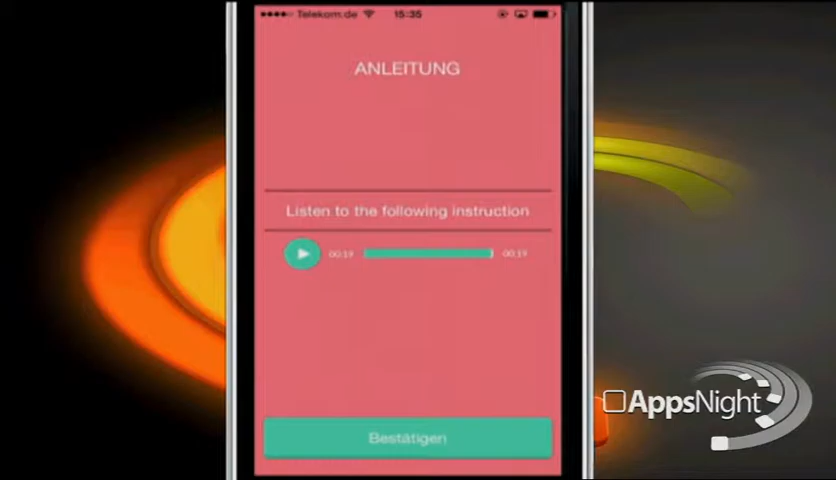 Telekom.de 15:35
ANLEITUNG
Listen to the following instruction
00:19 00:19
Bestätigen
AppsNight